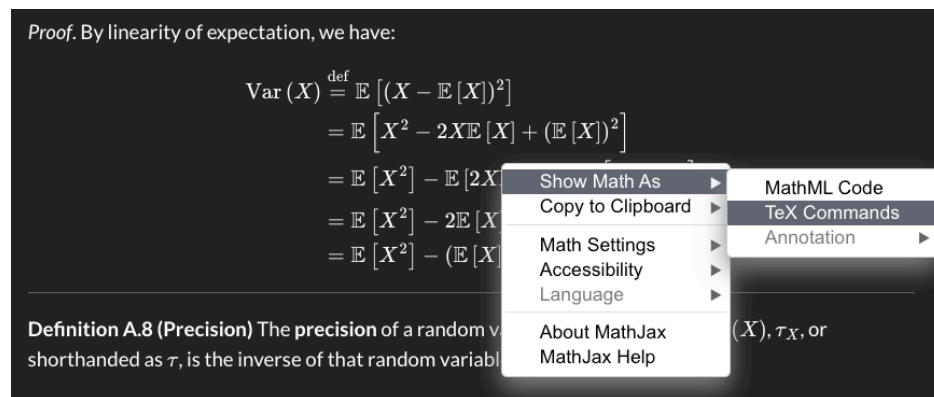 Proof. By linearity of expectation, we have:
Var (X) def= 𝔼 [(X − 𝔼 [X])²]
= 𝔼 [X² − 2X𝔼 [X] + (𝔼 [X])²]
= 𝔼 [X²] − 𝔼 [2X
= 𝔼 [X²] − 2𝔼 [X]
= 𝔼 [X²] − (𝔼 [X]
Show Math As ▶
Copy to Clipboard ▶
Math Settings ▶
Accessibility ▶
Language ▶
About MathJax
MathJax Help
MathML Code
TeX Commands
Annotation ▶
Definition A.8 (Precision) The precision of a random (X), τX, or
shorthanded as τ, is the inverse of that random